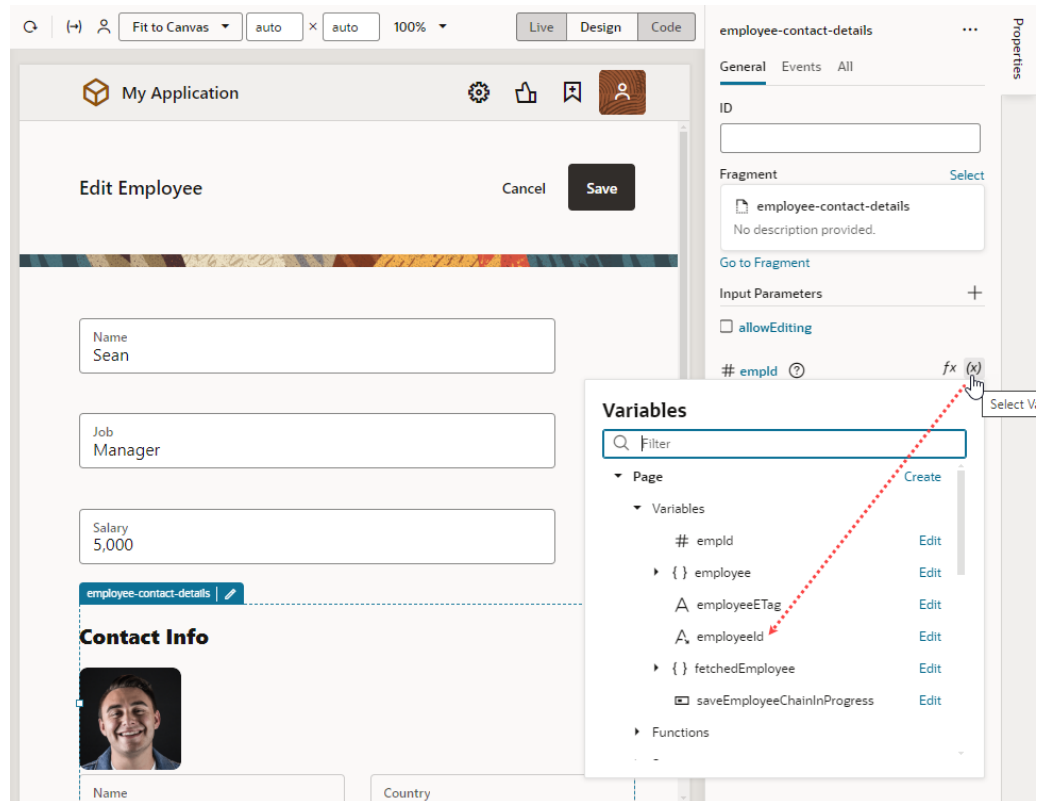 Fit to Canvas auto × auto 100% Live Design Code
My Application
Edit Employee Cancel Save
Name
Sean
Job
Manager
Salary
5,000
employee-contact-details
Contact Info
Name Country
employee-contact-details
General Events All
ID
Fragment Select
employee-contact-details
No description provided.
Go to Fragment
Input Parameters
allowEditing
# empId fx (x)
Select
Variables
Filter
Page Create
Variables
# empId Edit
{ } employee Edit
A employeeETag Edit
A employeeId Edit
{ } fetchedEmployee Edit
saveEmployeeChainInProgress Edit
Functions
Properties